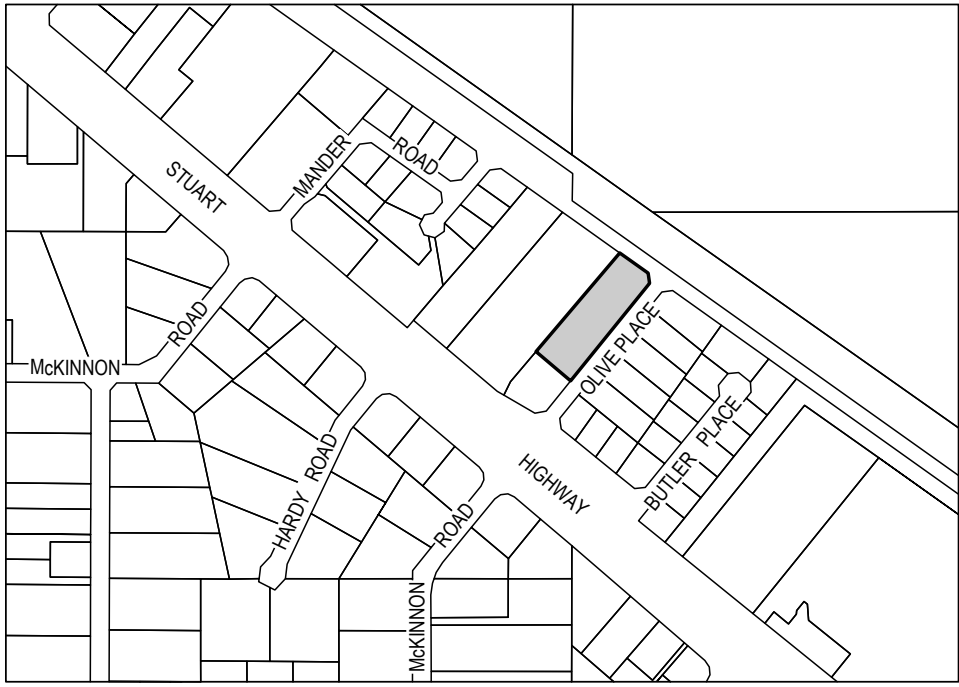 MANDER
ROAD
STUART
ROAD
McKINNON
OLIVE PLACE
BUTLER PLACE
HIGHWAY
HARDY ROAD
ROAD
McKINNON